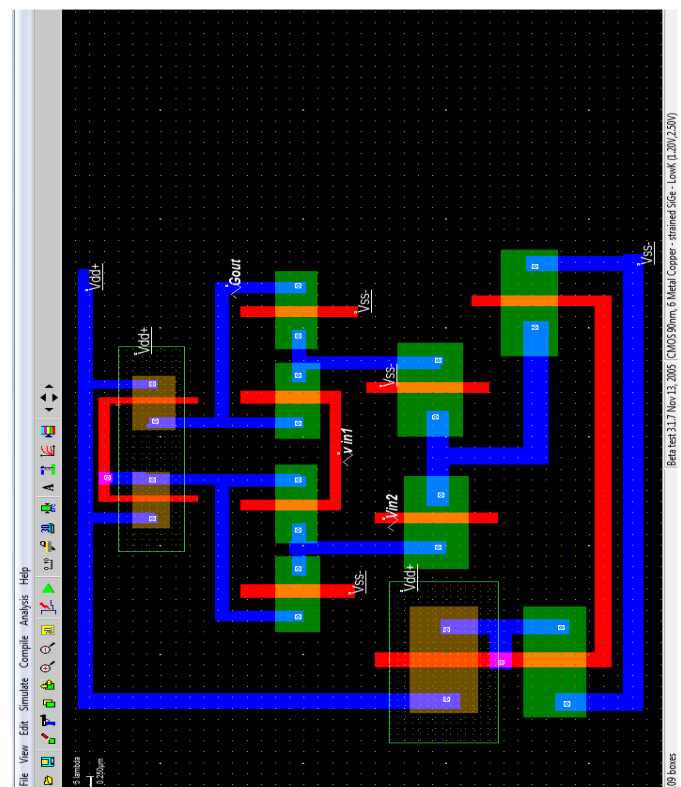 File View Edit Simulate Compile Analysis Help
5 lambda
0.250µm
Vdd+
Vdd+
Gout
Vss-
Vss-
v in1
Vin2
Vss-
Vdd+
Vss-
.09 boxes
Beta test 3.1.7 Nov 13, 2005
CMOS 90nm, 6 Metal Copper - strained SiGe - LowK (1.20V,2.50V)